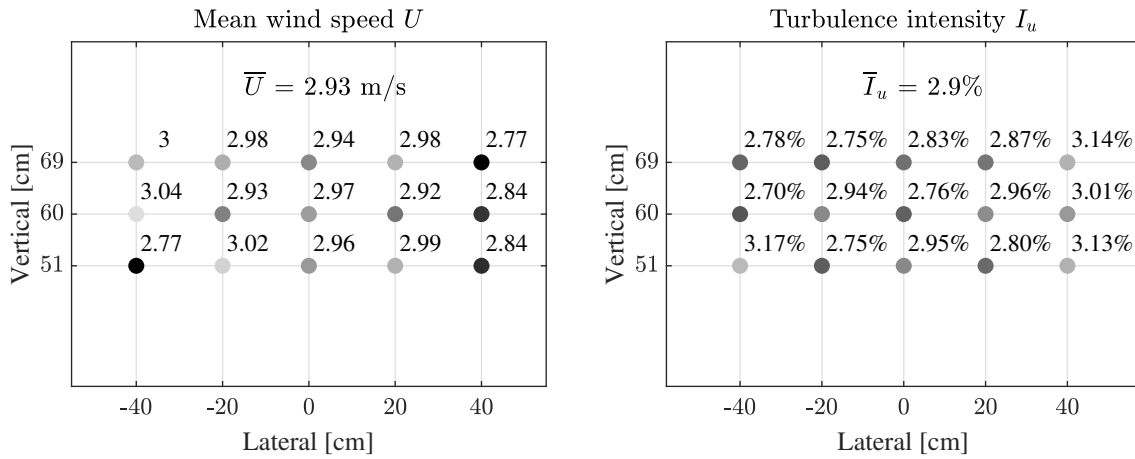 Mean wind speed U
U = 2.93 m/s
3 2.98 2.94 2.98 2.77
3.04 2.93 2.97 2.92 2.84
2.77 3.02 2.96 2.99 2.84
69
60
51
Vertical [cm]
-40 -20 0 20 40
Lateral [cm]
Turbulence intensity Iu
Iu = 2.9%
2.78% 2.75% 2.83% 2.87% 3.14%
2.70% 2.94% 2.76% 2.96% 3.01%
3.17% 2.75% 2.95% 2.80% 3.13%
69
60
51
Vertical [cm]
-40 -20 0 20 40
Lateral [cm]